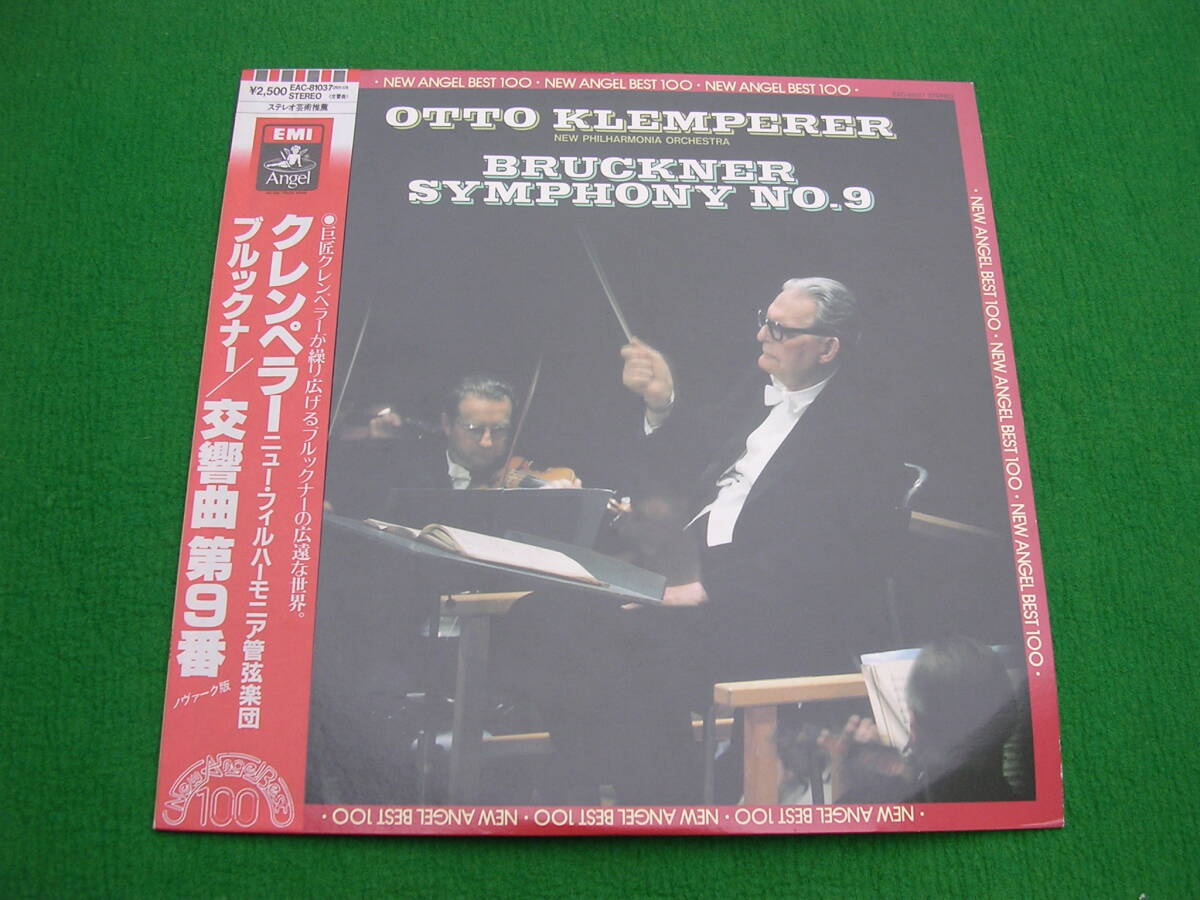 ¥2,500
EAC-81037
STEREO
ステレオ芸術推薦
EMI
Angel
●巨匠クレンペラーが繰り広げるブルックナーの広遠な世界。
クレンペラー
ニュー・フィルハーモニア管弦楽団
ブルックナー/交響曲 第9番
ノヴァーク版
New Angel Best
100
· NEW ANGEL BEST 100 · NEW ANGEL BEST 100 · NEW ANGEL BEST 100 ·
EAC-81037 STEREO
OTTO KLEMPERER
NEW PHILHARMONIA ORCHESTRA
BRUCKNER
SYMPHONY NO.9
· NEW ANGEL BEST 100 · NEW ANGEL BEST 100 · NEW ANGEL BEST 100 ·
· NEW ANGEL BEST 100 · NEW ANGEL BEST 100 · NEW ANGEL BEST 100 ·